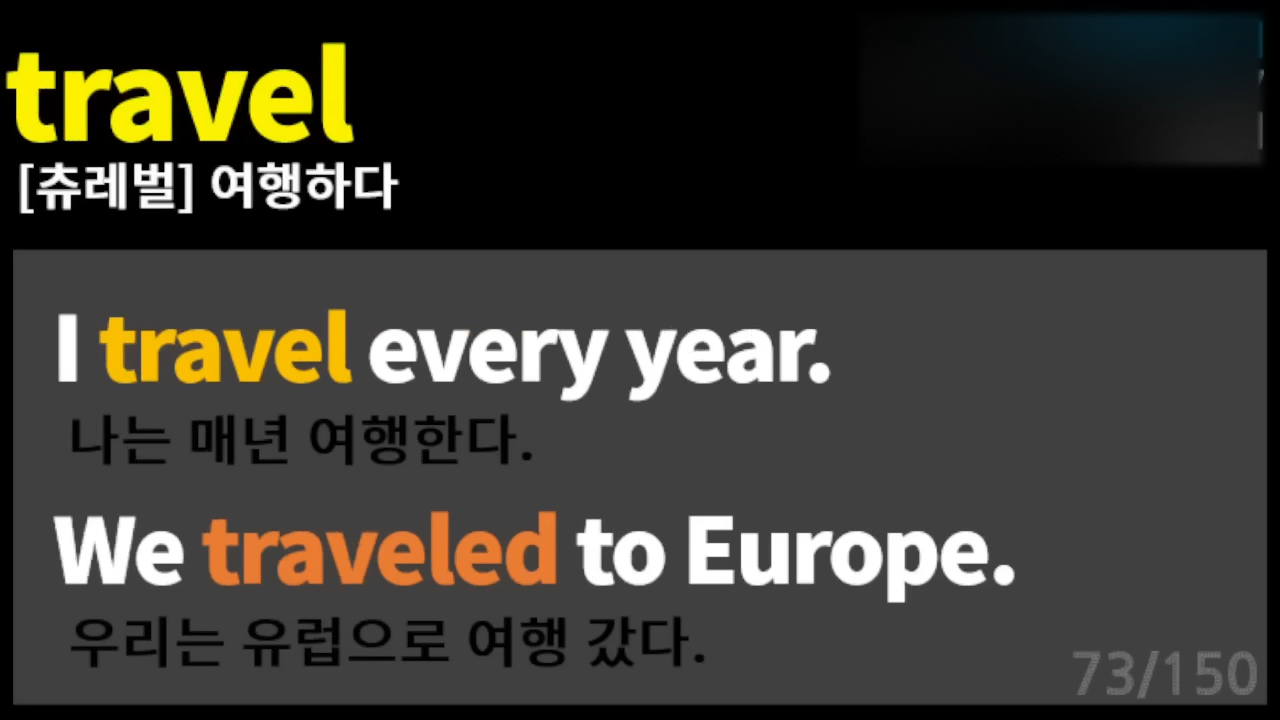 travel
[츄레벌] 여행하다
I travel every year.
나는 매년 여행한다.
We traveled to Europe.
우리는 유럽으로 여행 갔다.
73/150